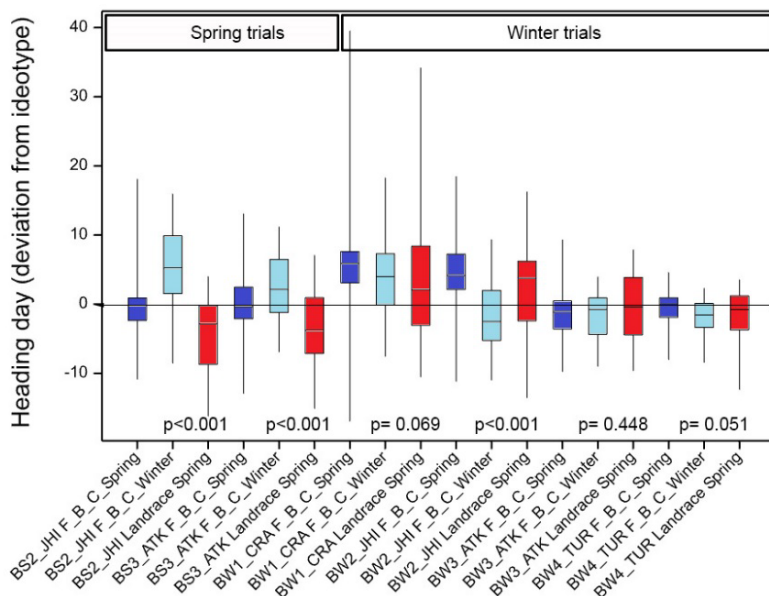 Heading day (deviation from ideotype)
40
30
20
10
0
-10
Spring trials
Winter trials
p<0.001
p<0.001
p= 0.069
p<0.001
p= 0.448
p= 0.051
BS2_JHI F_B_C_Spring
BS2_JHI F_B_C_Winter
BS2_JHI Landrace Spring
BS3_ATK F_B_C_Spring
BS3_ATK F_B_C_Winter
BS3_ATK Landrace Spring
BW1_CRA F_B_C_Spring
BW1_CRA F_B_C_Winter
BW1_CRA Landrace Spring
BW2_JHI F_B_C_Spring
BW2_JHI F_B_C_Winter
BW2_JHI Landrace Spring
BW3_ATK F_B_C_Spring
BW3_ATK F_B_C_Winter
BW3_ATK Landrace Spring
BW4_TUR F_B_C_Spring
BW4_TUR F_B_C_Winter
BW4_TUR Landrace Spring